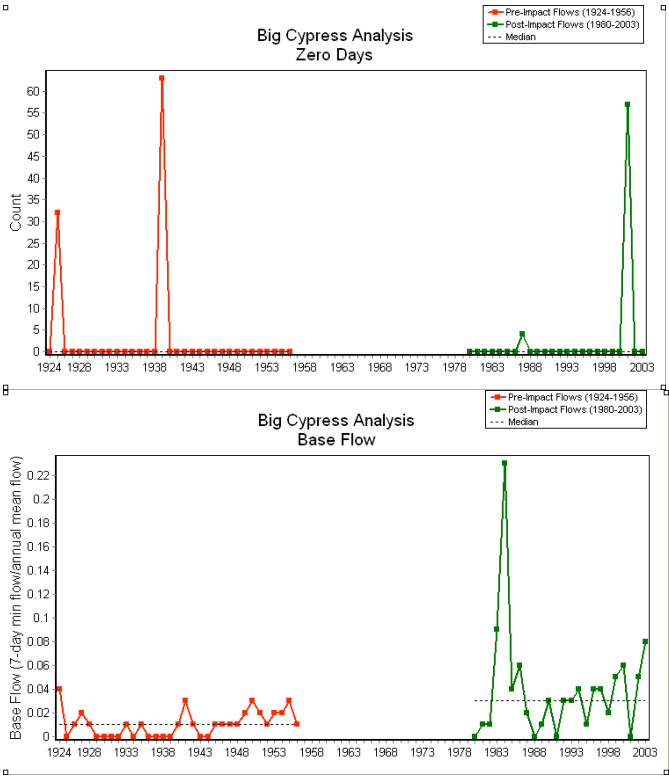 Pre-Impact Flows (1924-1956)
Post-Impact Flows (1980-2003)
Median
Big Cypress Analysis
Zero Days
Count
60
55
50
45
40
35
30
25
20
15
10
5
0
1924 1928 1933 1938 1943 1948 1953 1958 1963 1968 1973 1978 1983 1988 1993 1998 2003
Pre-Impact Flows (1924-1956)
Post-Impact Flows (1980-2003)
Median
Big Cypress Analysis
Base Flow
Base Flow (7-day min flow/annual mean flow)
0.22
0.2
0.18
0.16
0.14
0.12
0.1
0.08
0.06
0.04
0.02
0
1924 1928 1933 1938 1943 1948 1953 1958 1963 1968 1973 1978 1983 1988 1993 1998 2003